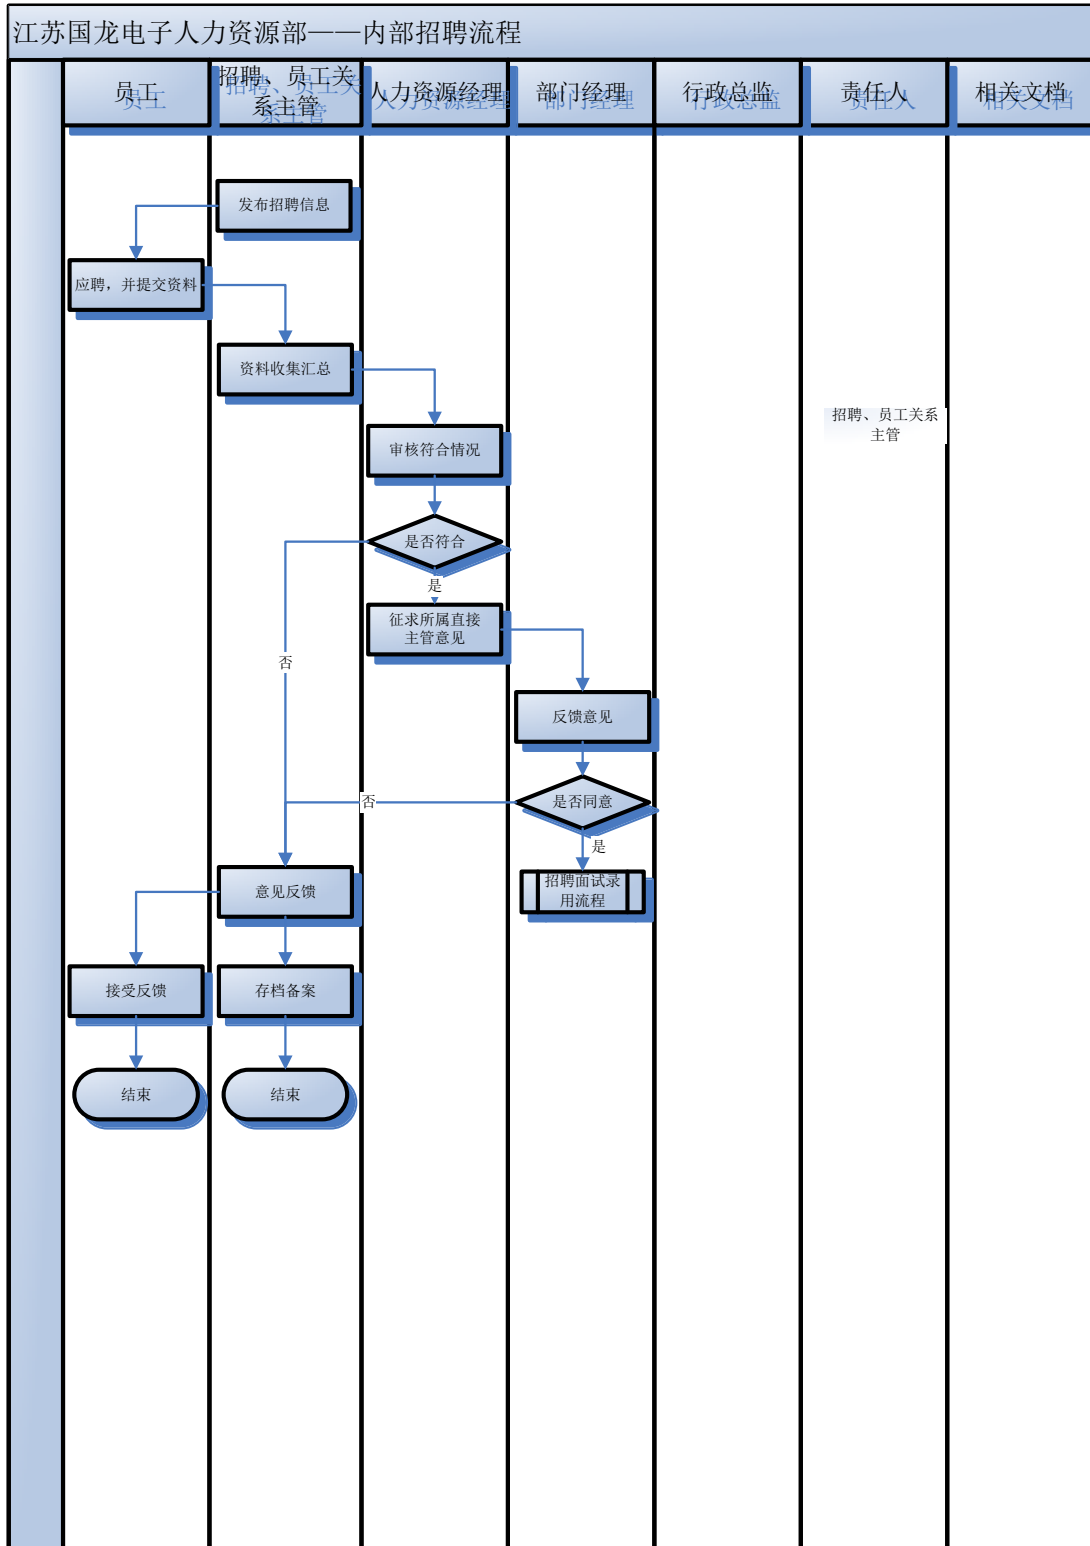 江苏国龙电子人力资源部——内部招聘流程
员工
招聘、员工关
系主管
人力资源经理
部门经理
行政总监
责任人
相关文档
发布招聘信息
应聘，并提交资料
资料收集汇总
招聘、员工关系
主管
审核符合情况
是否符合
是
征求所属直接
主管意见
否
反馈意见
是否同意
否
是
招聘面试录
用流程
意见反馈
接受反馈
存档备案
结束
结束